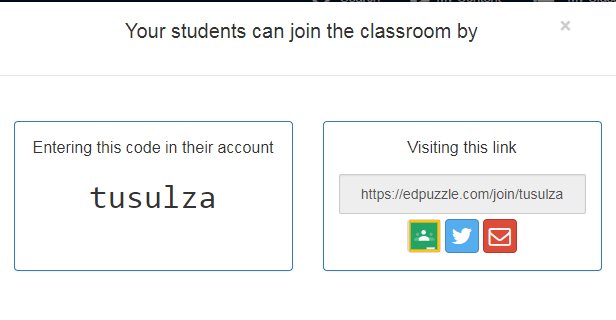 Your students can join the classroom by
×
Entering this code in their account
tusulza
Visiting this link
https://edpuzzle.com/join/tusulza